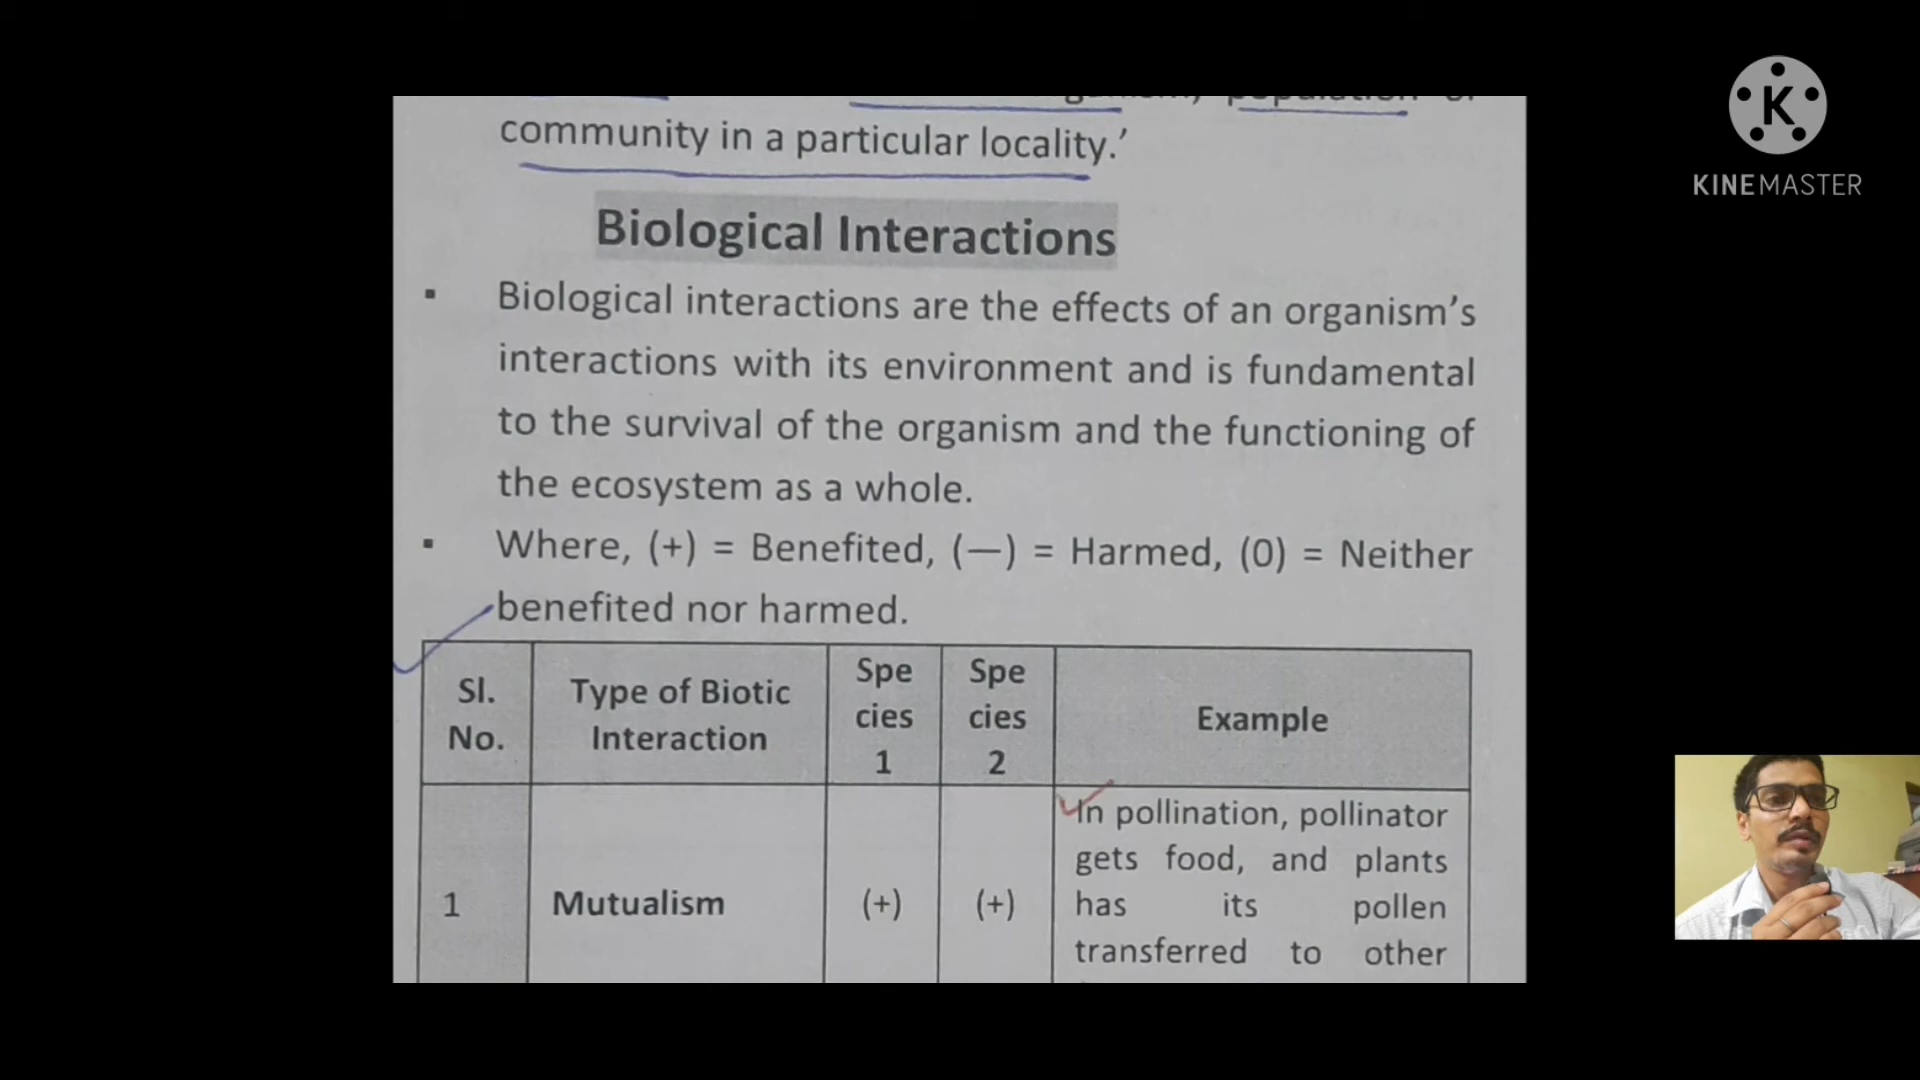 community in a particular locality.’
Biological Interactions
▪ Biological interactions are the effects of an organism’s
interactions with its environment and is fundamental
to the survival of the organism and the functioning of
the ecosystem as a whole.
▪ Where, (+) = Benefited, (—) = Harmed, (0) = Neither
benefited nor harmed.
Sl.
No.
Type of Biotic
Interaction
Spe
cies
1
Spe
cies
2
Example
1
Mutualism
(+)
(+)
In pollination, pollinator
gets food, and plants
has its pollen
transferred to other
K
KINEMASTER